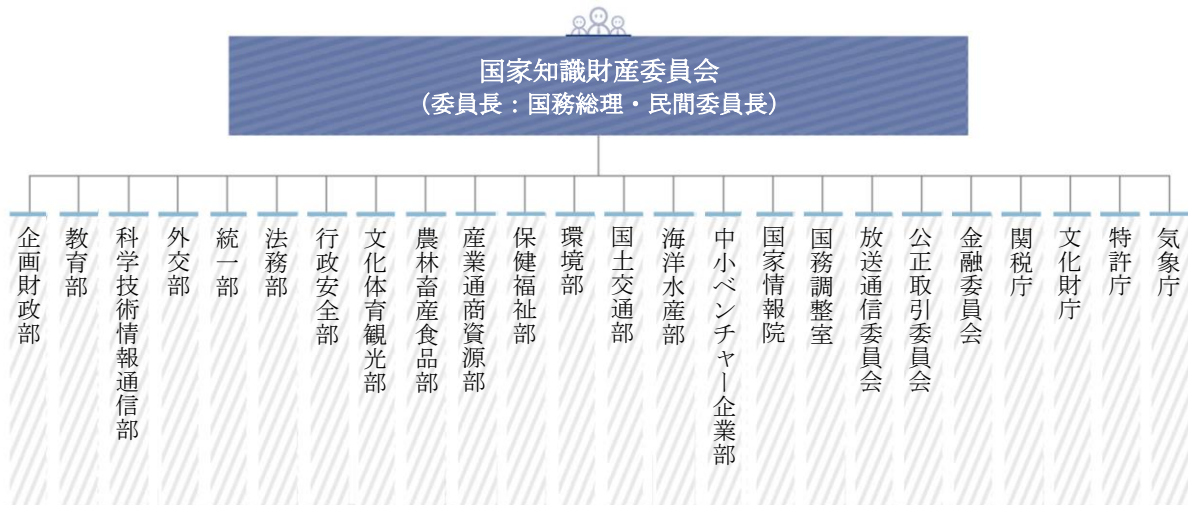 国家知識財産委員会
(委員長：国務総理・民間委員長)
企画財政部
教育部
科学技術情報通信部
外交部
統一部
法務部
行政安全部
文化体育観光部
農林畜産食品部
産業通商資源部
保健福祉部
環境部
国土交通部
海洋水産部
中小ベンチャー企業部
国家情報院
国務調整室
放送通信委員会
公正取引委員会
金融委員会
関税庁
文化財庁
特許庁
気象庁